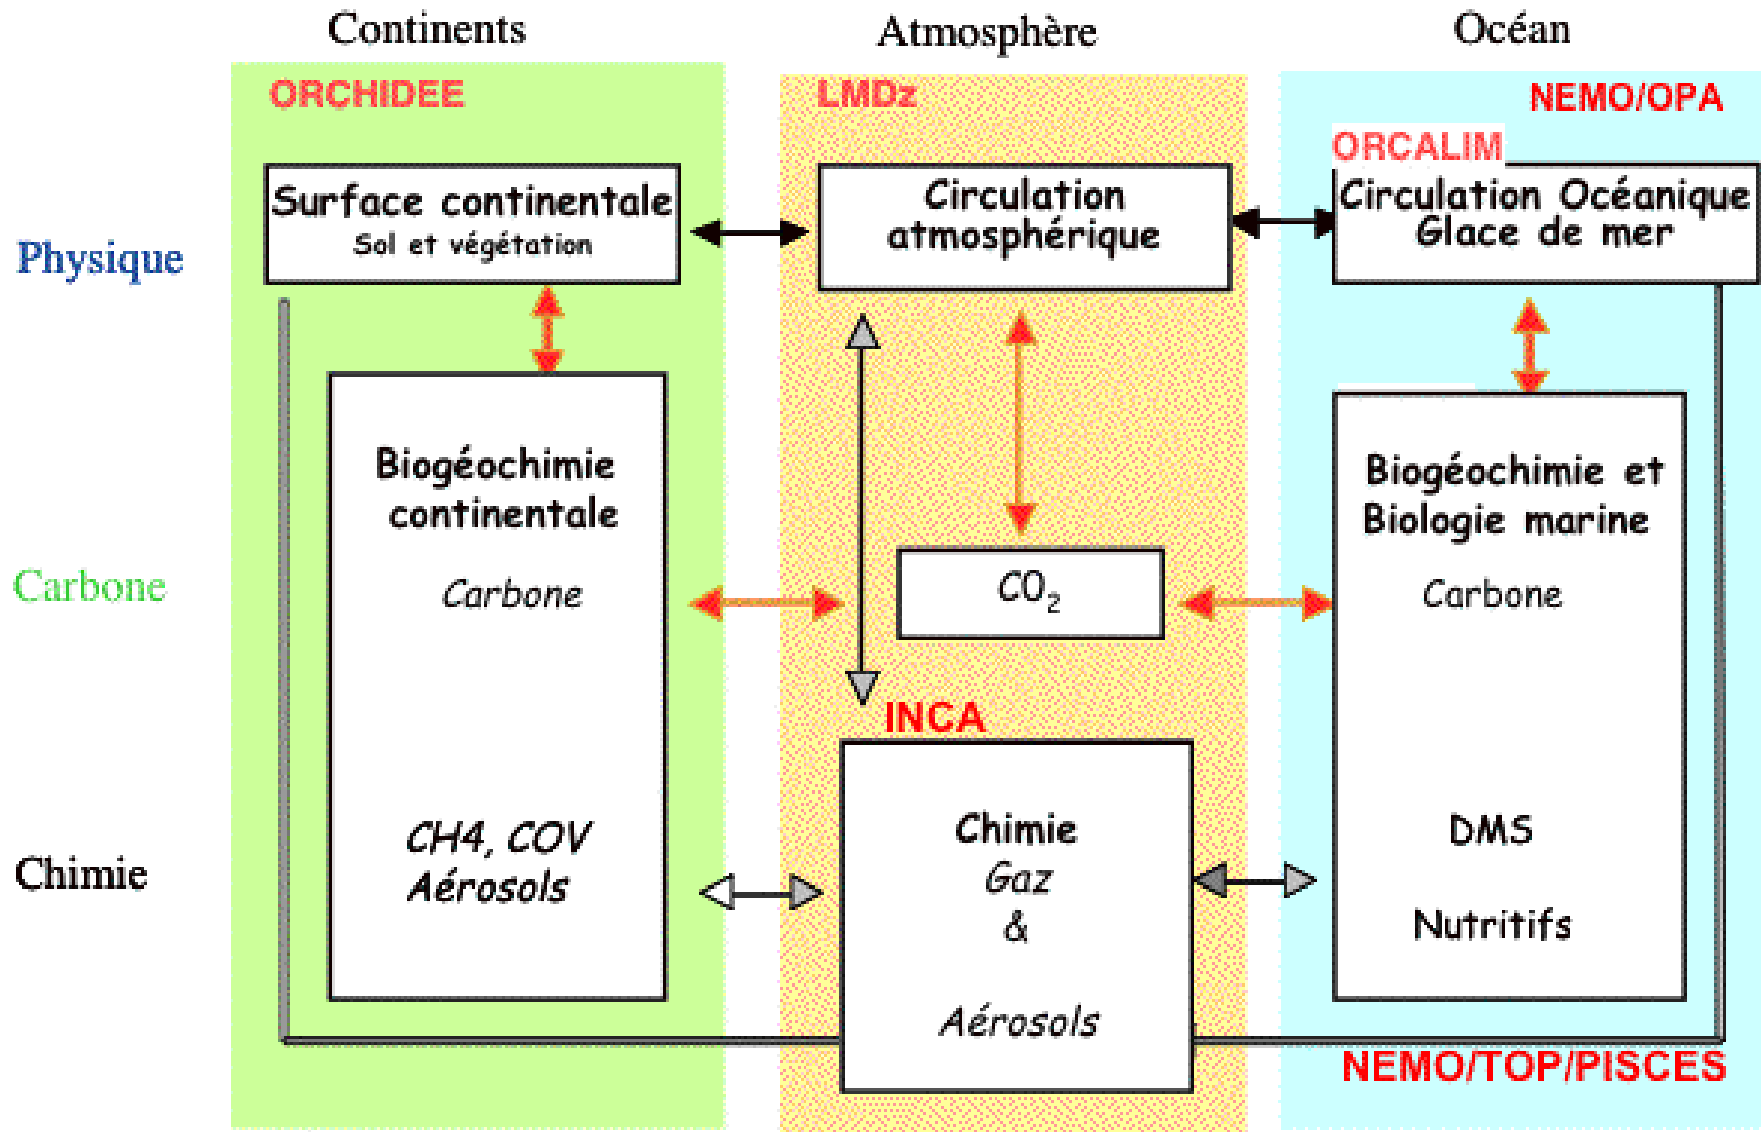 Continents
Atmosphère
Océan
ORCHIDEE
LMDz
NEMO/OPA
ORCALIM
Physique
Surface continentale
Sol et végétation
Circulation
atmosphérique
Circulation Océanique
Glace de mer
Carbone
Biogéochimie
continentale
Carbone
CO₂
Biogéochimie et
Biologie marine
Carbone
INCA
Chimie
CH4, COV
Aérosols
Chimie
Gaz
&
Aérosols
DMS
Nutritifs
NEMO/TOP/PISCES